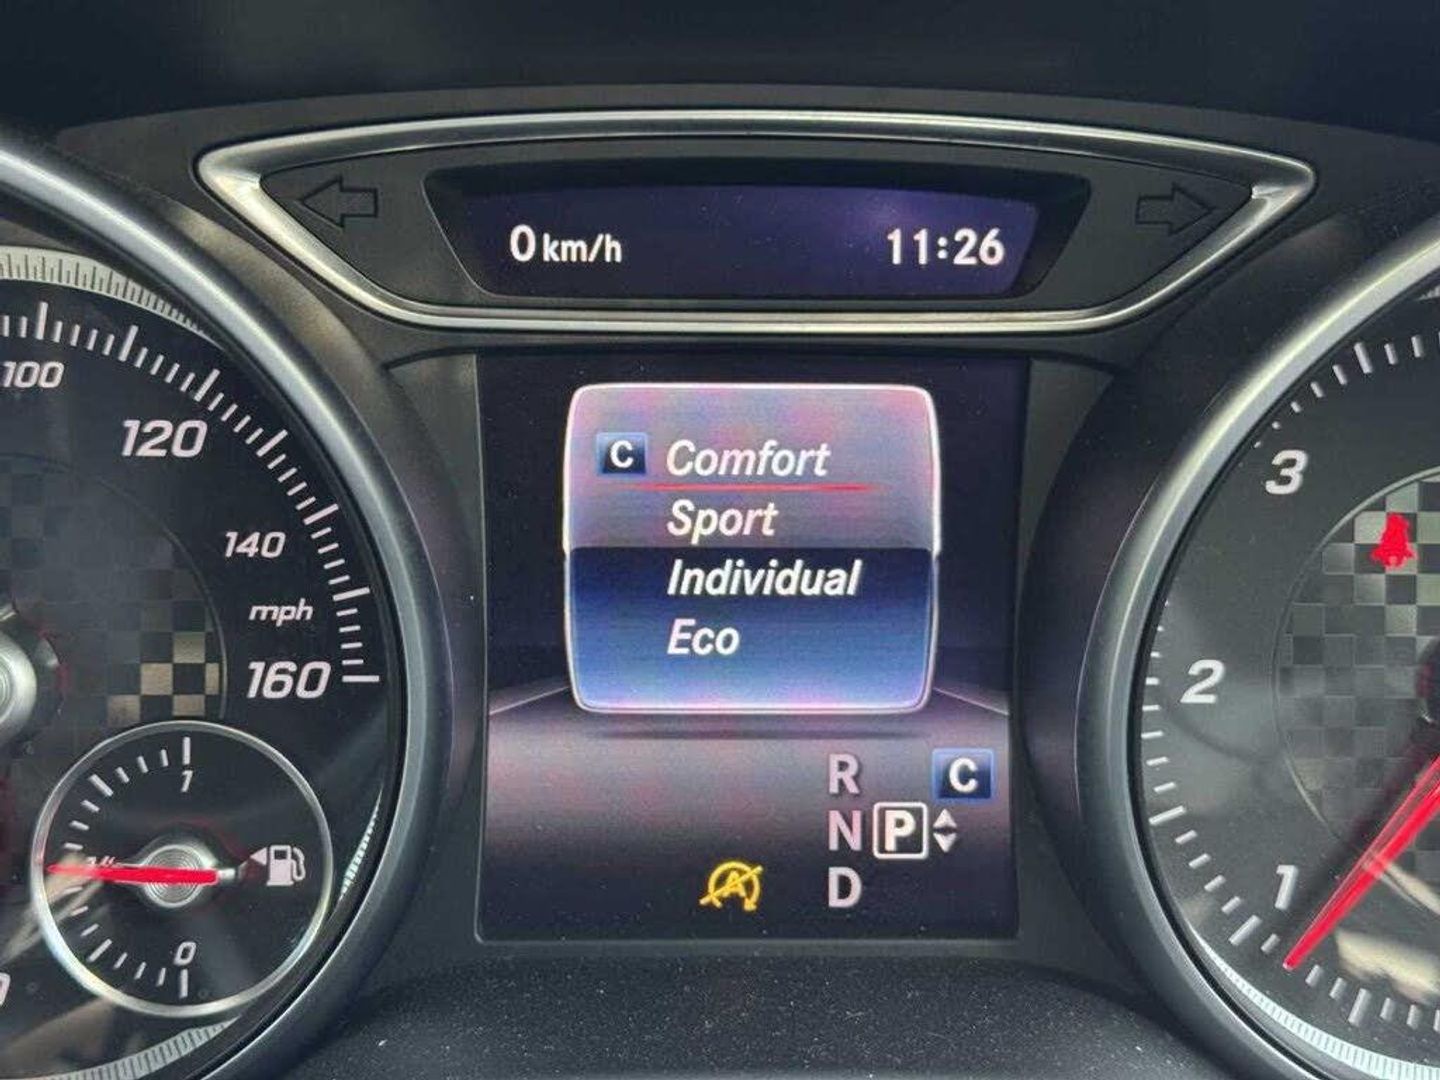 0 km/h 11:26
100
120
140
mph
160
1
0
C Comfort
Sport
Individual
Eco
R C
N P
D
A
3
2
1